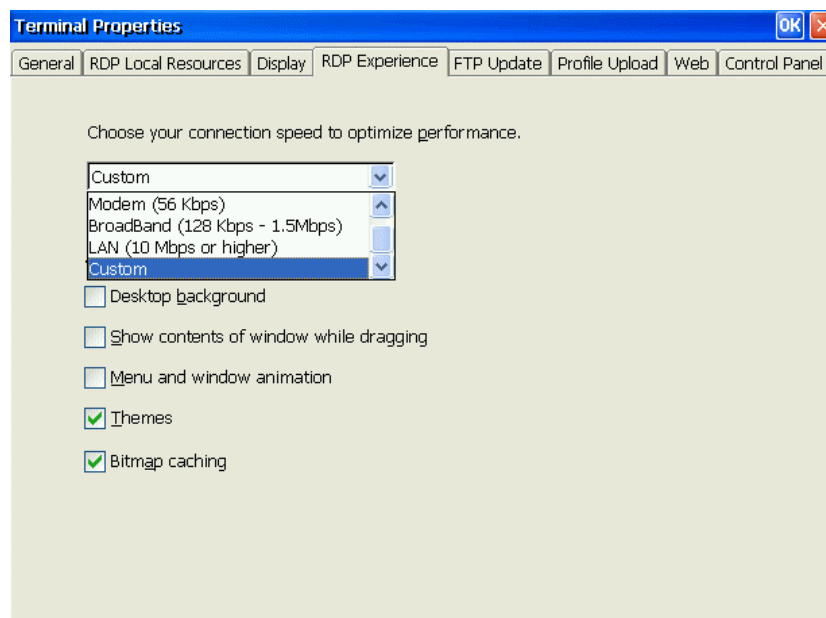 Terminal Properties OK
General RDP Local Resources Display RDP Experience FTP Update Profile Upload Web Control Panel
Choose your connection speed to optimize performance.
Custom
Modem (56 Kbps)
BroadBand (128 Kbps - 1.5Mbps)
LAN (10 Mbps or higher)
Custom
Desktop background
Show contents of window while dragging
Menu and window animation
Themes
Bitmap caching